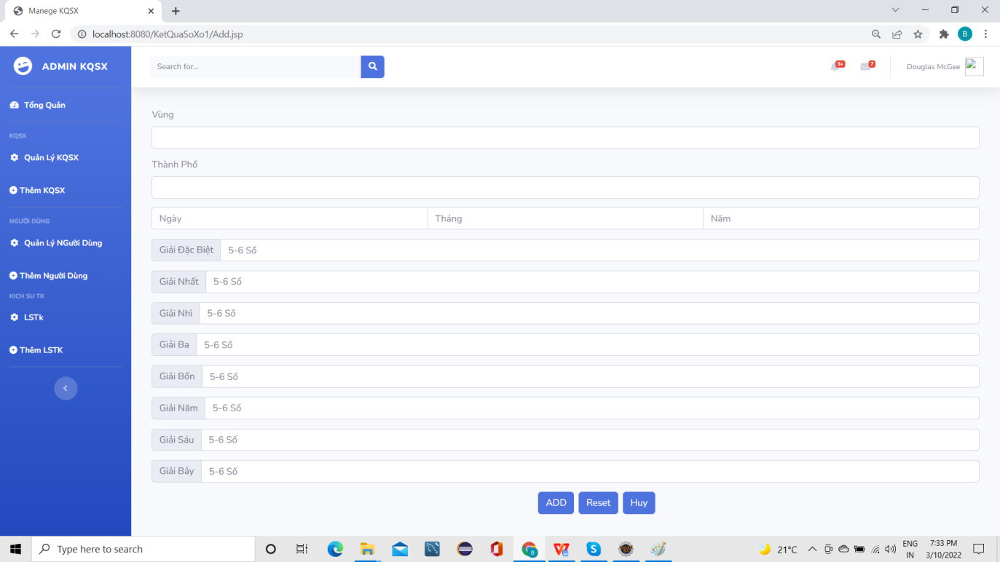 Manege KQSX
localhost:8080/KetQuaSoXo1/Add.jsp
B
ADMIN KQSX
Search for...
3+
7
Douglas McGee
Tổng Quản
KQSX
Quản Lý KQSX
Thêm KQSX
NGƯỜI DÙNG
Quản Lý NGười Dùng
Thêm Người Dùng
KICH SU TK
LSTk
Thêm LSTK
Vùng
Thành Phố
Ngày Tháng Năm
Giải Đặc Biệt 5-6 Số
Giải Nhất 5-6 Số
Giải Nhì 5-6 Số
Giải Ba 5-6 Số
Giải Bốn 5-6 Số
Giải Năm 5-6 Số
Giải Sáu 5-6 Số
Giải Bảy 5-6 Số
ADD Reset Huy
Type here to search
21°C
ENG
IN
7:33 PM
3/10/2022